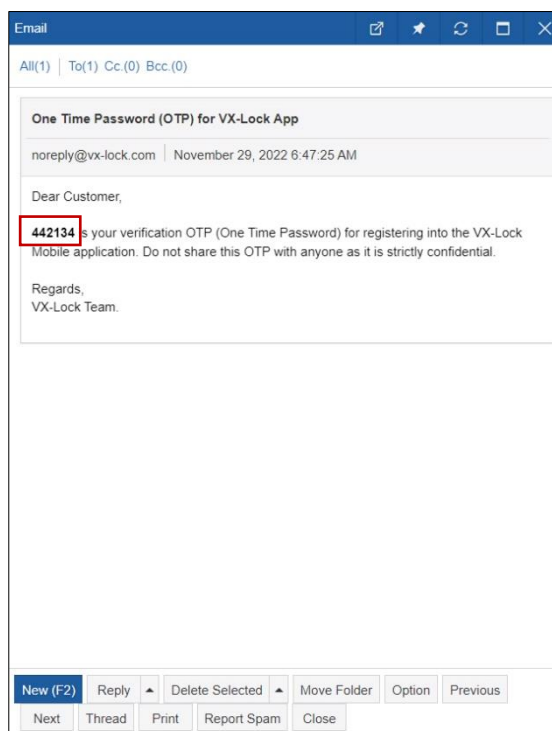 Email
All(1) To(1) Cc.(0) Bcc.(0)
One Time Password (OTP) for VX-Lock App
noreply@vx-lock.com November 29, 2022 6:47:25 AM
Dear Customer,
442134 s your verification OTP (One Time Password) for registering into the VX-Lock
Mobile application. Do not share this OTP with anyone as it is strictly confidential.
Regards,
VX-Lock Team.
New (F2) Reply Delete Selected Move Folder Option Previous
Next Thread Print Report Spam Close